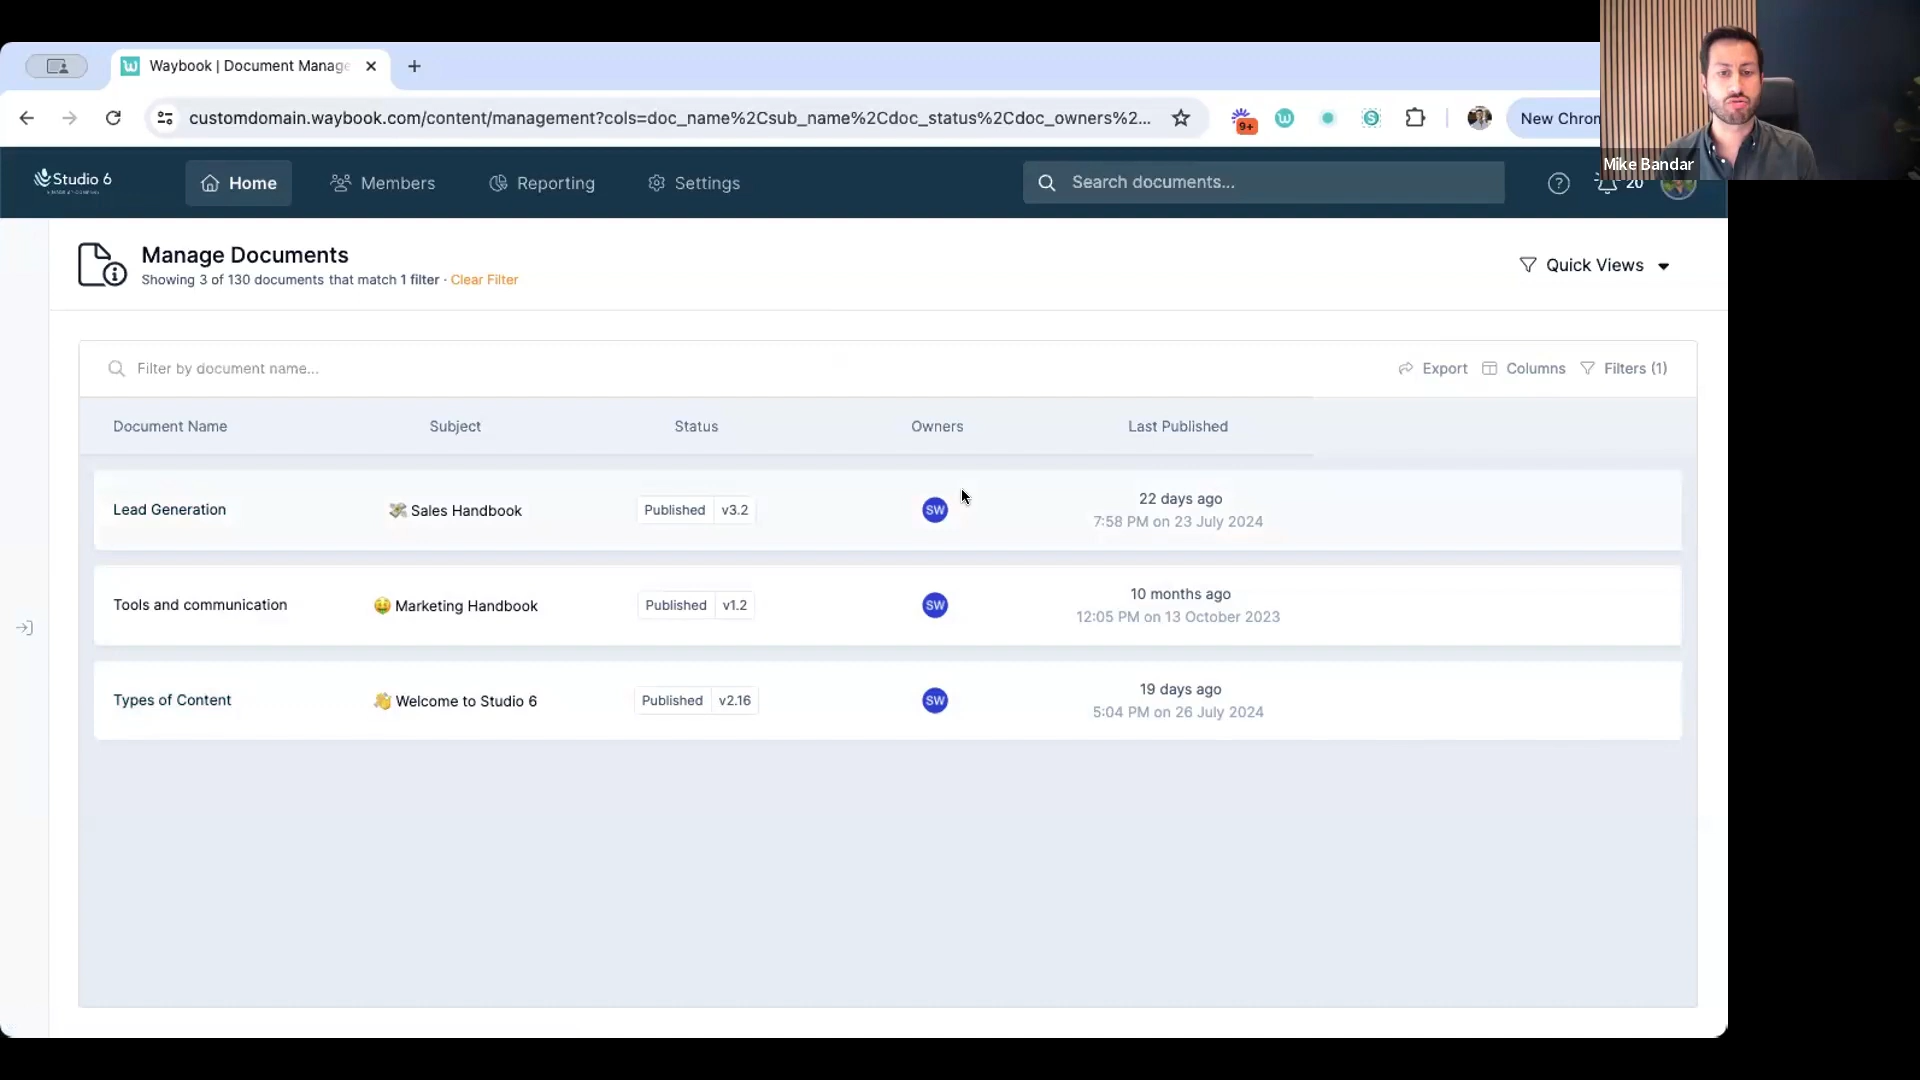 Waybook | Document Manage
customdomain.waybook.com/content/management?cols=doc_name%2Csub_name%2Cdoc_status%2Cdoc_owners%2...
9+
New Chrom
Mike Bandar
Studio 6
Home
Members
Reporting
Settings
Search documents...
20
Manage Documents
Showing 3 of 130 documents that match 1 filter · Clear Filter
Quick Views
Filter by document name...
Export
Columns
Filters (1)
Document Name
Subject
Status
Owners
Last Published
Lead Generation
Sales Handbook
Published v3.2
SW
22 days ago
7:58 PM on 23 July 2024
Tools and communication
Marketing Handbook
Published v1.2
SW
10 months ago
12:05 PM on 13 October 2023
Types of Content
Welcome to Studio 6
Published v2.16
SW
19 days ago
5:04 PM on 26 July 2024